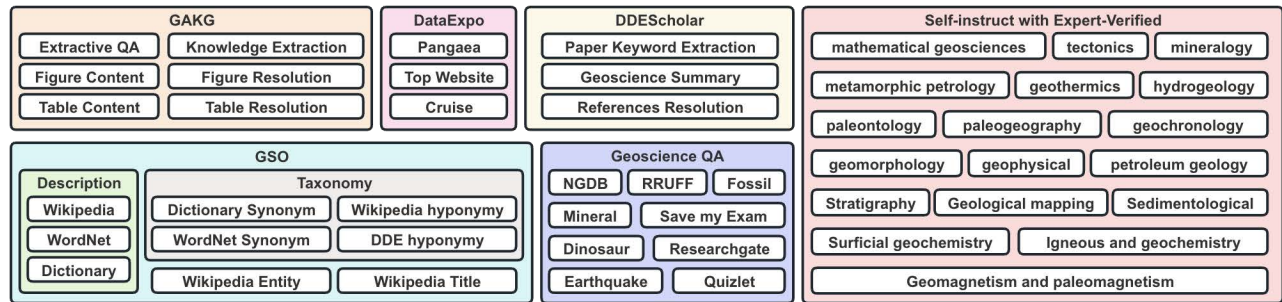 GAKG
Extractive QA
Knowledge Extraction
Figure Content
Figure Resolution
Table Content
Table Resolution
DataExpo
Pangaea
Top Website
Cruise
DDEScholar
Paper Keyword Extraction
Geoscience Summary
References Resolution
Self-instruct with Expert-Verified
mathematical geosciences
tectonics
mineralogy
metamorphic petrology
geothermics
hydrogeology
paleontology
paleogeography
geochronology
geomorphology
geophysical
petroleum geology
Stratigraphy
Geological mapping
Sedimentological
Surficial geochemistry
Igneous and geochemistry
Geomagnetism and paleomagnetism
GSO
Description
Wikipedia
WordNet
Dictionary
Taxonomy
Dictionary Synonym
Wikipedia hyponymy
WordNet Synonym
DDE hyponymy
Wikipedia Entity
Wikipedia Title
Geoscience QA
NGDB
RRUFF
Fossil
Mineral
Save my Exam
Dinosaur
Researchgate
Earthquake
Quizlet